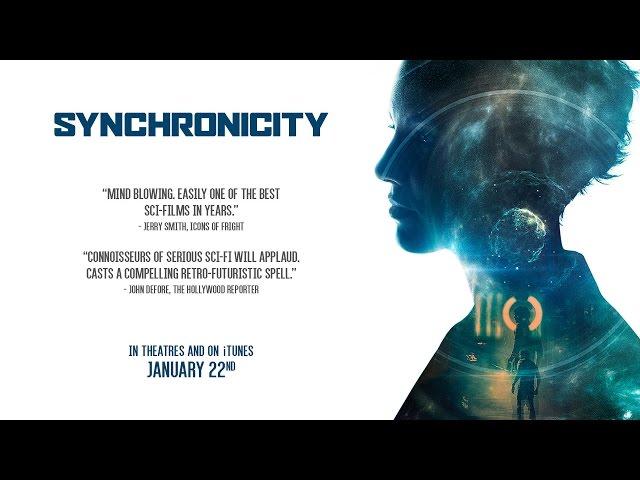 SYNCHRONICITY
“MIND BLOWING. EASILY ONE OF THE BEST
SCI-FILMS IN YEARS.”
- JERRY SMITH, ICONS OF FRIGHT
“CONNOISSEURS OF SERIOUS SCI-FI WILL APPLAUD.
CASTS A COMPELLING RETRO-FUTURISTIC SPELL.”
- JOHN DEFORE, THE HOLLYWOOD REPORTER
IN THEATRES AND ON iTUNES
JANUARY 22ND